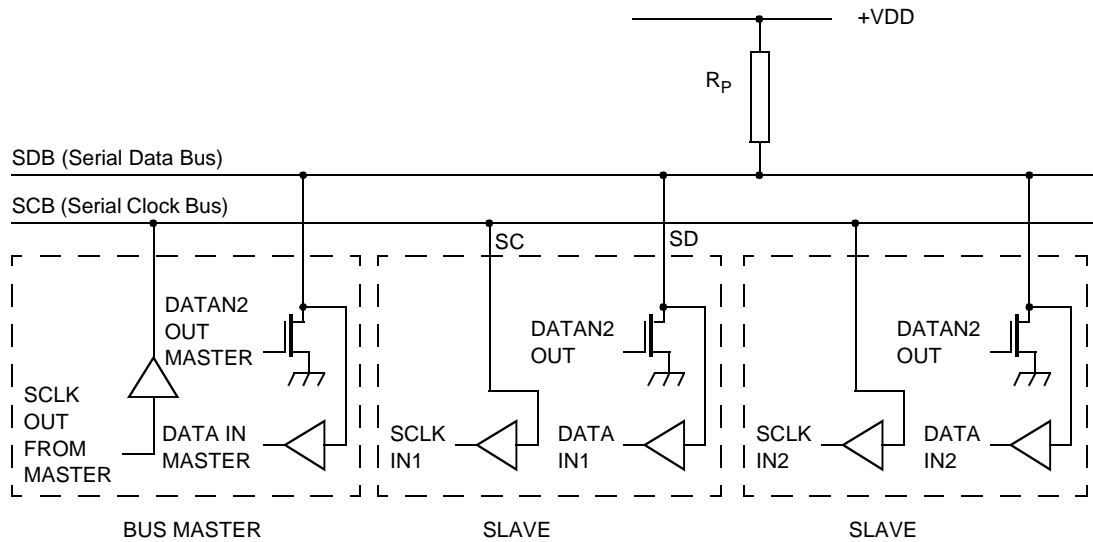 +VDD
RP
SDB (Serial Data Bus)
SCB (Serial Clock Bus)
SC
SD
DATAN2
OUT
MASTER
SCLK
OUT
FROM
MASTER
DATA IN
MASTER
DATAN2
OUT
SCLK
IN1
DATA
IN1
DATAN2
OUT
SCLK
IN2
DATA
IN2
BUS MASTER
SLAVE
SLAVE